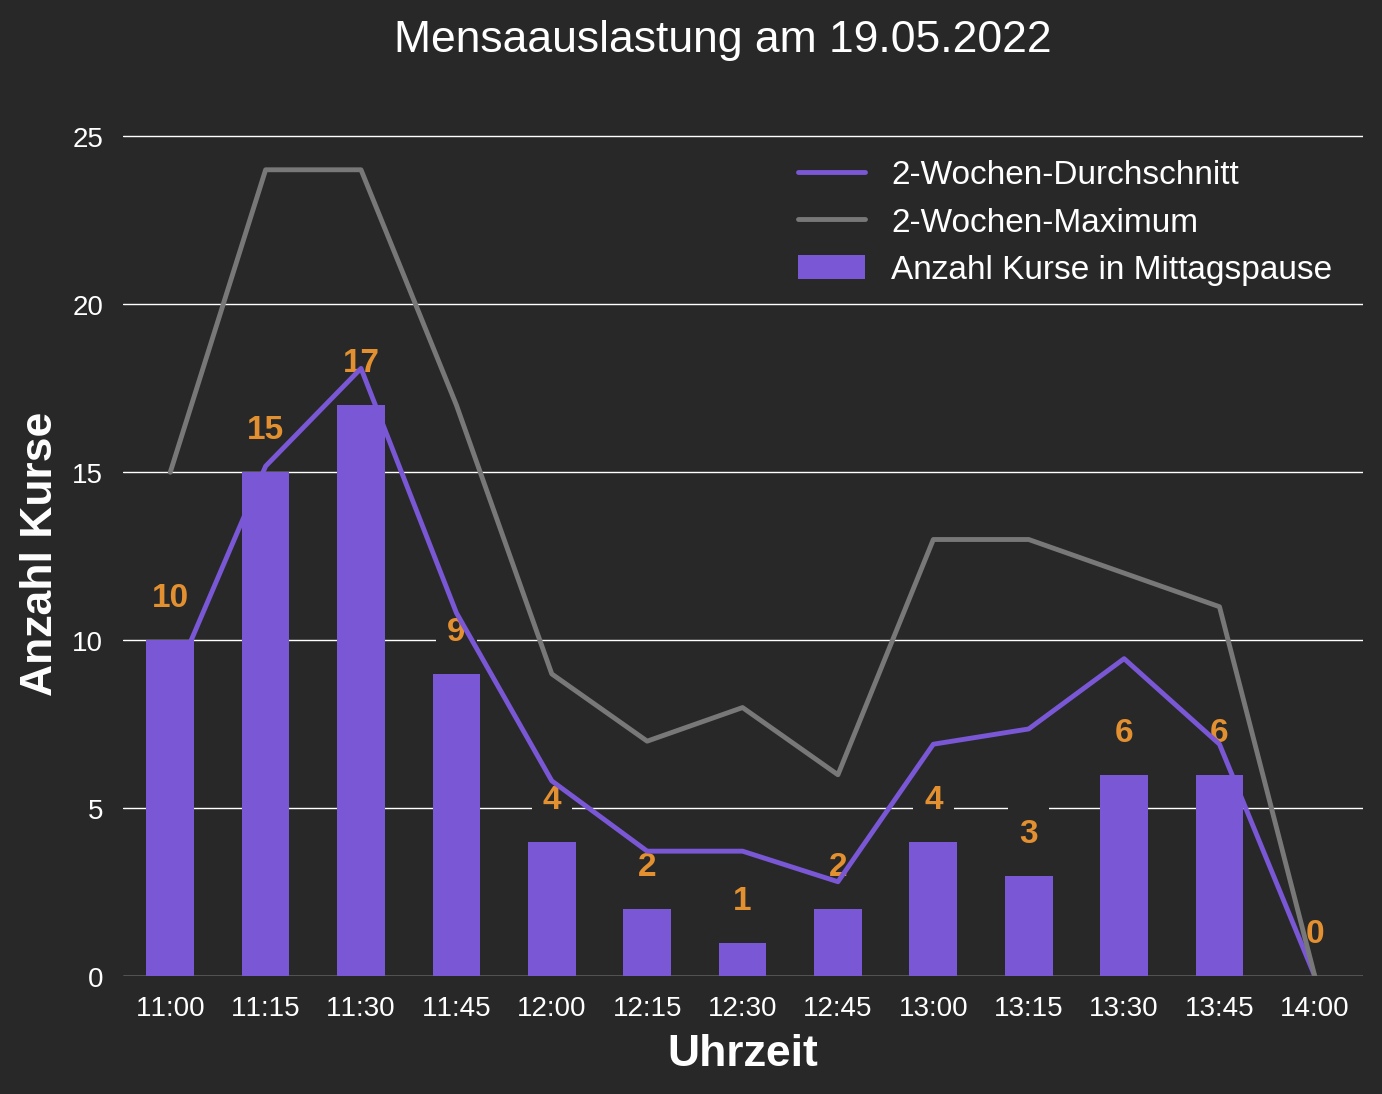 Mensaauslastung am 19.05.2022
2-Wochen-Durchschnitt
2-Wochen-Maximum
Anzahl Kurse in Mittagspause
Anzahl Kurse
25
20
15
10
5
0
10
15
17
9
4
2
1
2
4
3
6
6
0
11:00 11:15 11:30 11:45 12:00 12:15 12:30 12:45 13:00 13:15 13:30 13:45 14:00
Uhrzeit